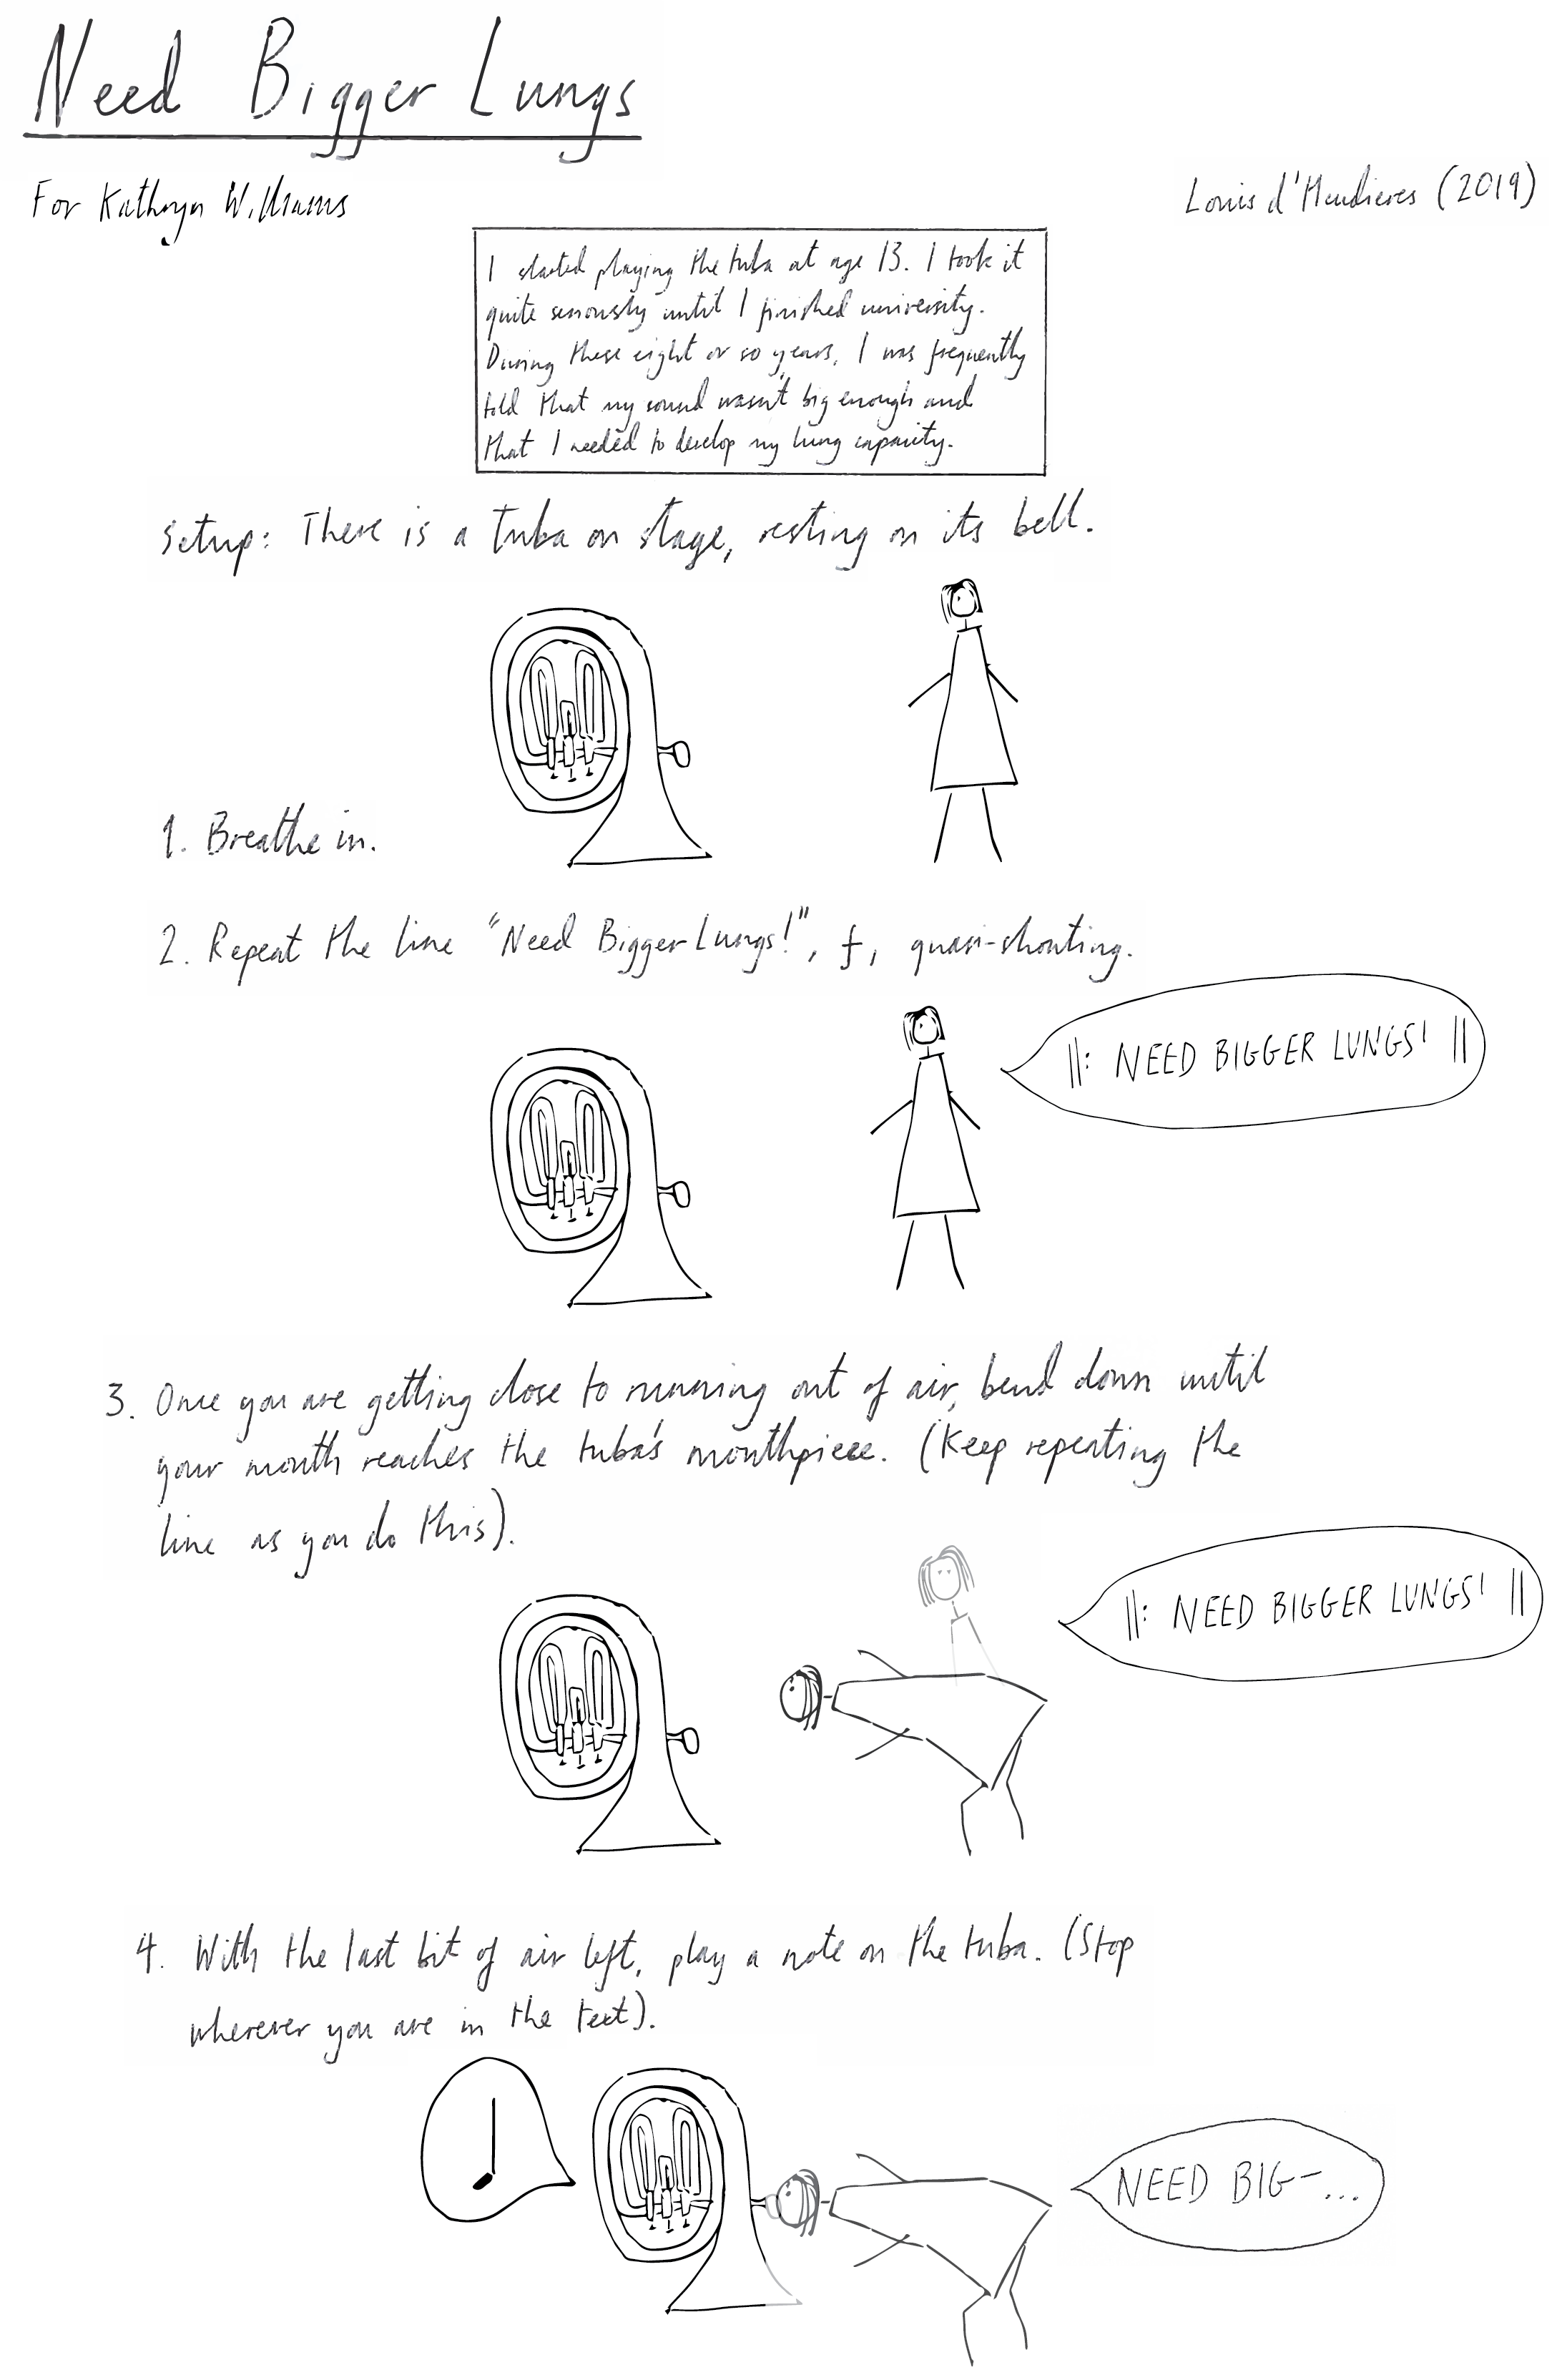 Need Bigger Lungs
For Kathryn Williams
Louis d'Heudieres (2019)
I started playing the tuba at age 13. I took it
quite seriously until I finished university.
During these eight or so years, I was frequently
told that my sound wasn't big enough and
that I needed to develop my lung capacity.
Setup: There is a tuba on stage, resting on its bell.
1. Breathe in.
2. Repeat the line "Need Bigger Lungs!", f, quasi-shouting.
||: NEED BIGGER LUNGS! ||
3. Once you are getting close to running out of air, bend down until
your mouth reaches the tuba's mouthpiece. (Keep repeating the
line as you do this).
||: NEED BIGGER LUNGS! ||
4. With the last bit of air left, play a note on the tuba. (Stop
wherever you are in the text).
NEED BIG-...